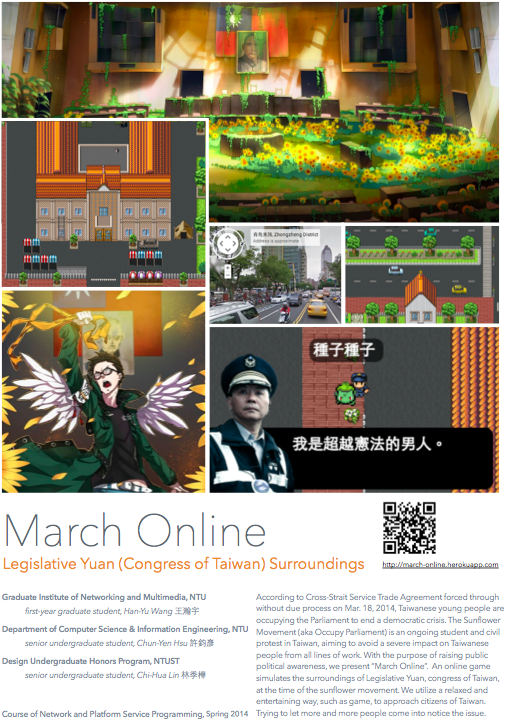 Zhongzheng District
Address is approximate
種子種子
我是超越憲法的男人。
March Online
Legislative Yuan (Congress of Taiwan) Surroundings
http://march-online.herokuapp.com
Graduate Institute of Networking and Multimedia, NTU
first-year graduate student, Han-Yu Wang 王瀚宇
Department of Computer Science & Information Engineering, NTU
senior undergraduate student, Chun-Yen Hsu 許鈞彥
Design Undergraduate Honors Program, NTUST
senior undergraduate student, Chi-Hua Lin 林季樺
Course of Network and Platform Service Programming, Spring 2014
According to Cross-Strait Service Trade Agreement forced through
without due process on Mar. 18, 2014, Taiwanese young people are
occupying the Parliament to end a democratic crisis. The Sunflower
Movement (aka Occupy Parliament) is an ongoing student and civil
protest in Taiwan, aiming to avoid a severe impact on Taiwanese
people from all lines of work. With the purpose of raising public
political awareness, we present "March Online". An online game
simulates the surroundings of Legislative Yuan, congress of Taiwan,
at the time of the sunflower movement. We utilize a relaxed and
entertaining way, such as game, to approach citizens of Taiwan.
Trying to let more and more people come into notice the issue.